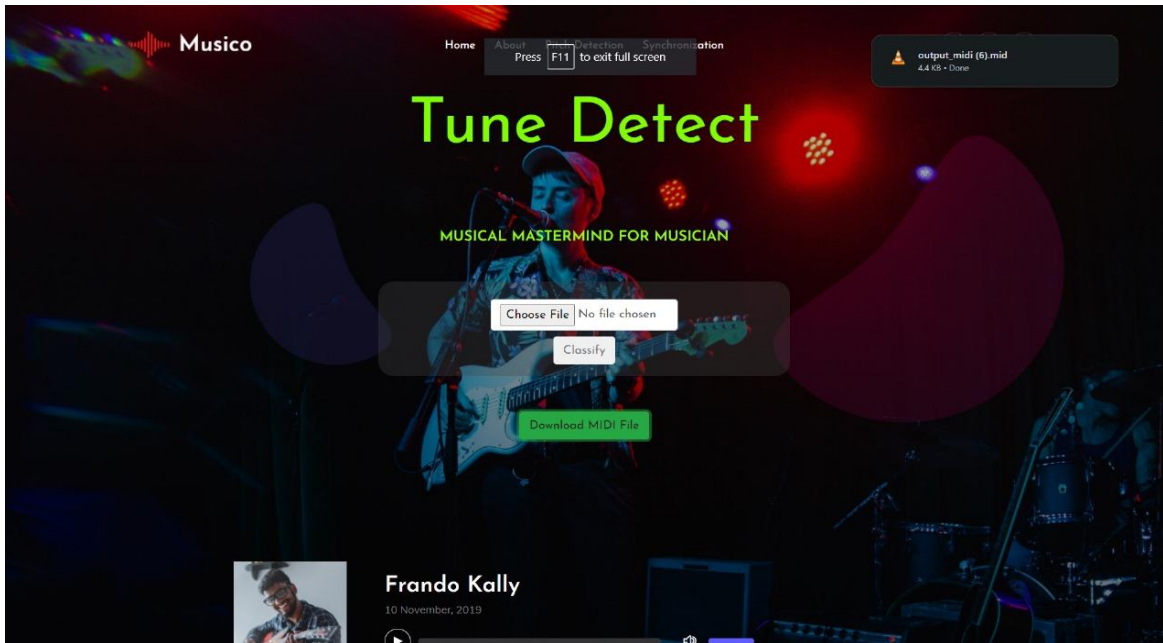 Musico
Home About Pitch Detection Synchronization
Press F11 to exit full screen
output_midi (6).mid
4.4 KB • Done
Tune Detect
MUSICAL MASTERMIND FOR MUSICIAN
Choose File No file chosen
Classify
Download MIDI File
Frando Kally
10 November, 2019